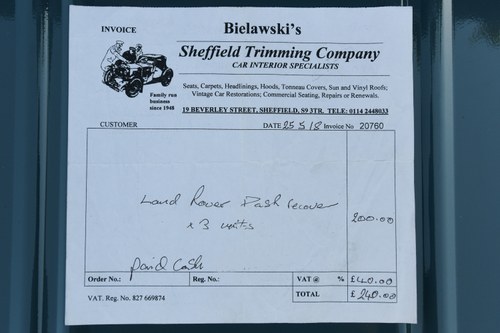 INVOICE
Bielawski's
Sheffield Trimming Company
CAR INTERIOR SPECIALISTS
Family run
business
since 1948
Seats, Carpets, Headlinings, Hoods, Tonneau Covers, Sun and Vinyl Roofs;
Vintage Car Restorations; Commercial Seating, Repairs or Renewals.
19 BEVERLEY STREET, SHEFFIELD, S9 3TR. TELE: 0114 2448033
CUSTOMER DATE 25 5 12 Invoice No 20760
Land Rover Dash recover
x 3 units 200.00
paid Cash
Order No.: Reg. No.: VAT @ % £40.00
VAT. Reg. No. 827 669874 TOTAL £ 240.00